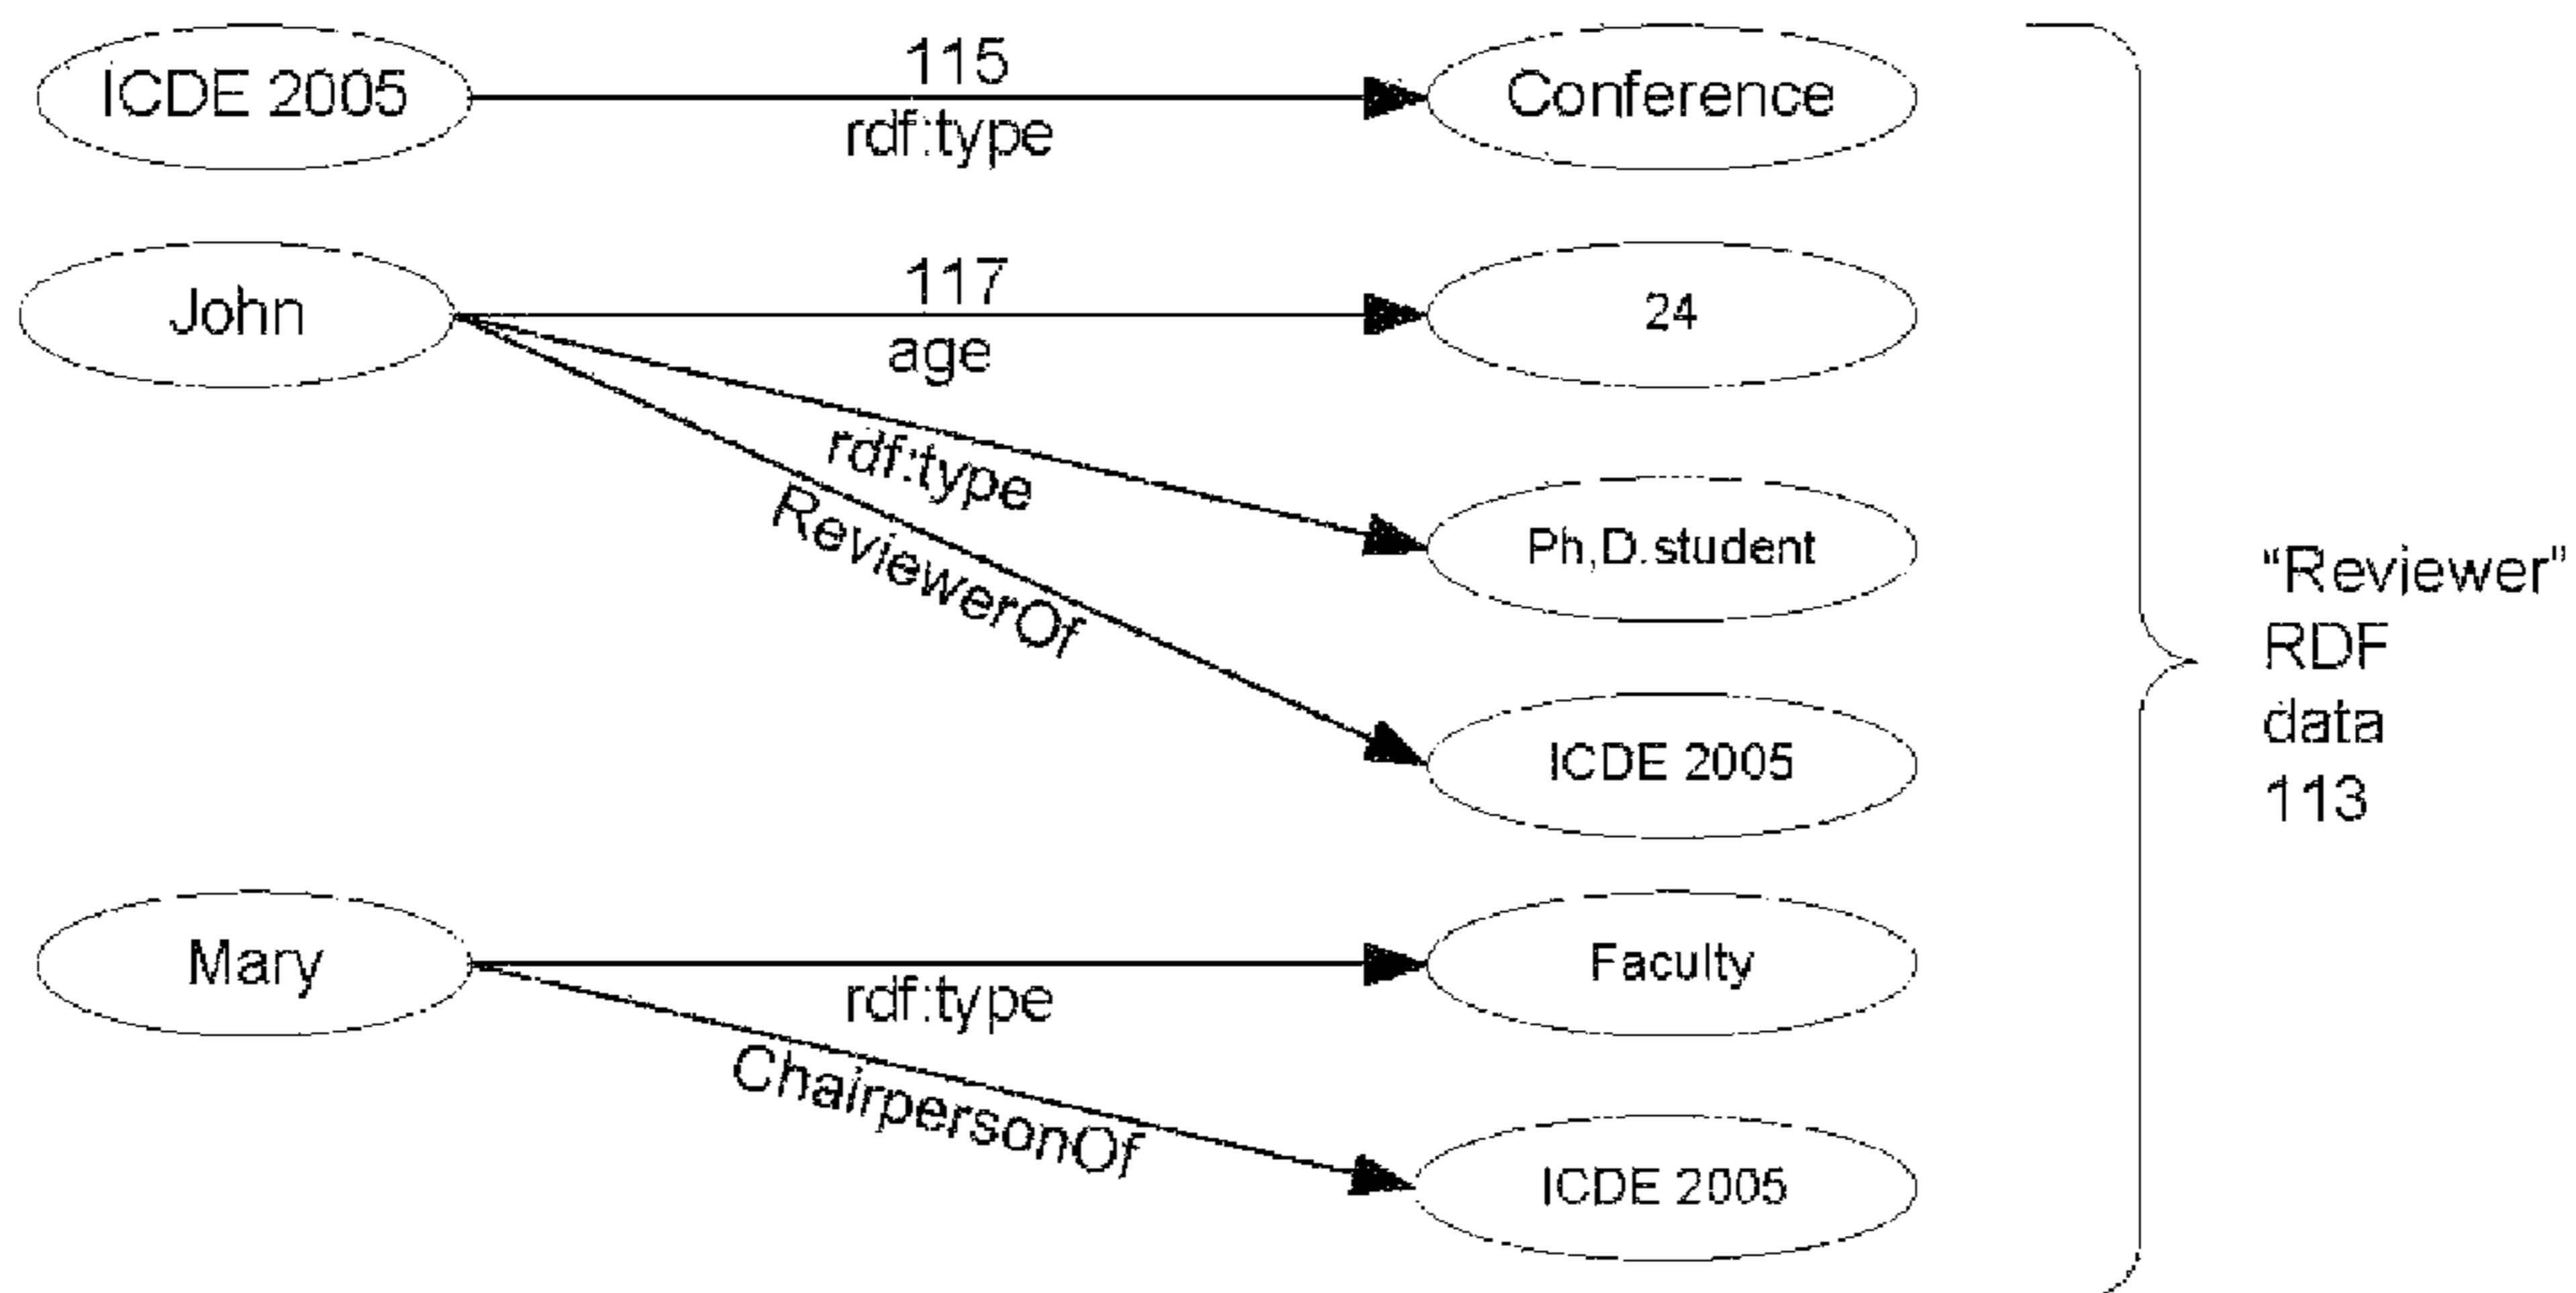 ICDE 2005
115
rdf:type
Conference
John
117
age
24
rdf:type
Ph,D.student
ReviewerOf
ICDE 2005
Mary
rdf:type
Faculty
ChairpersonOf
ICDE 2005
“Reviewer”
RDF
data
113